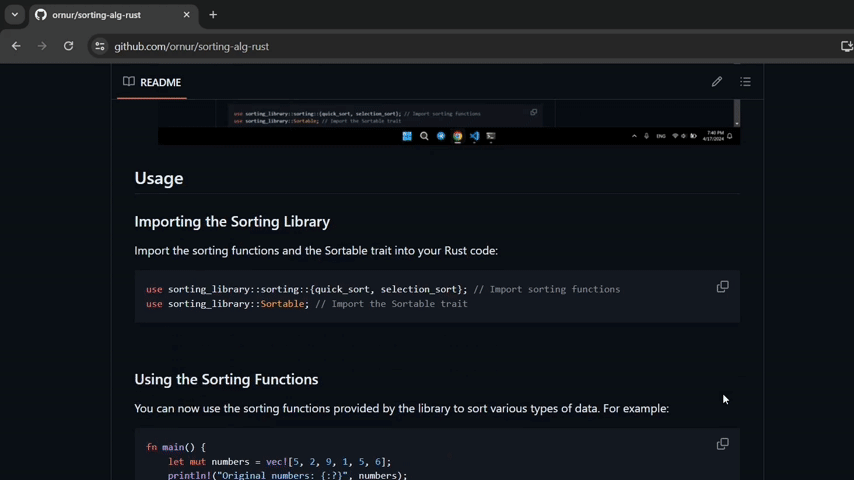 ornur/sorting-alg-rust
github.com/ornur/sorting-alg-rust
README
use sorting_library::sorting::{quick_sort, selection_sort}; // Import sorting functions
use sorting_library::Sortable; // Import the Sortable trait
ENG
7:40 PM
4/17/2024
Usage
Importing the Sorting Library
Import the sorting functions and the Sortable trait into your Rust code:
use sorting_library::sorting::{quick_sort, selection_sort}; // Import sorting functions
use sorting_library::Sortable; // Import the Sortable trait
Using the Sorting Functions
You can now use the sorting functions provided by the library to sort various types of data. For example:
fn main() {
let mut numbers = vec![5, 2, 9, 1, 5, 6];
println!("Original numbers: {:?}", numbers);